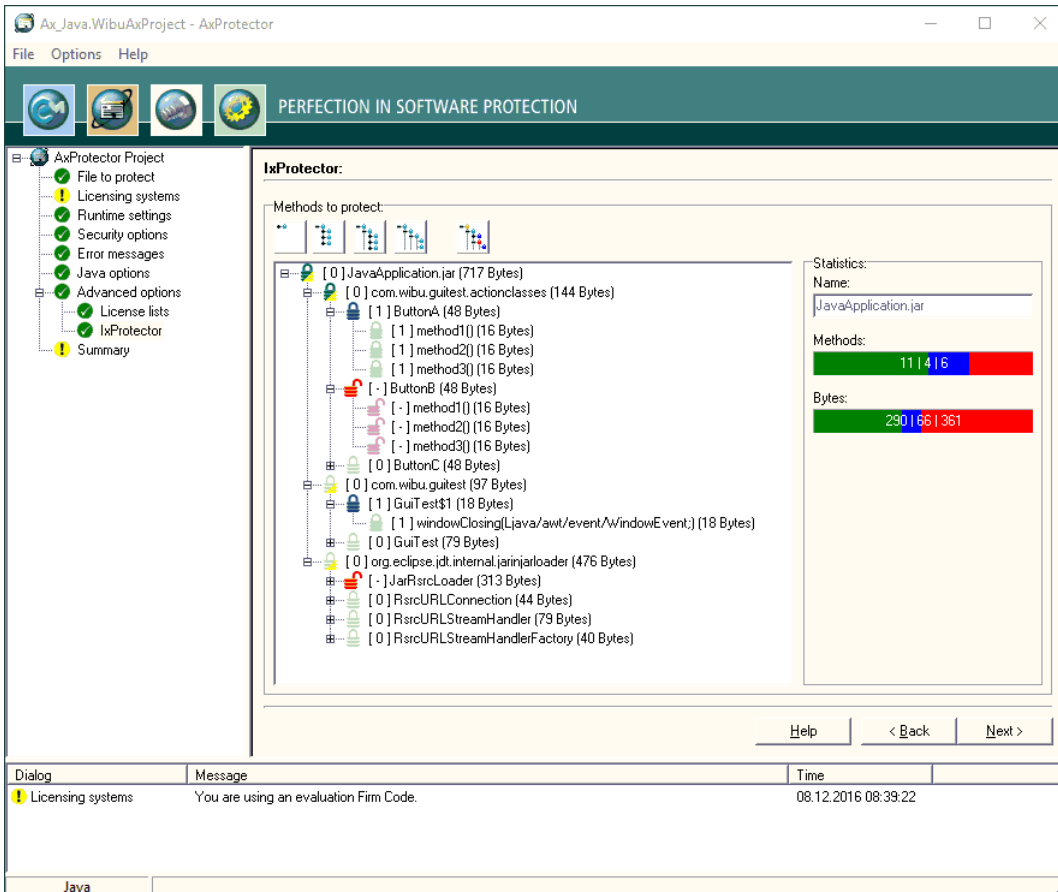 Ax_Java.WibuAxProject - AxProtector
File Options Help
PERFECTION IN SOFTWARE PROTECTION
AxProtector Project
File to protect
Licensing systems
Runtime settings
Security options
Error messages
Java options
Advanced options
License lists
IxProtector
Summary
IxProtector:
Methods to protect:
[ 0 ] JavaApplication.jar (717 Bytes)
[ 0 ] com.wibu.guitest.actionclasses (144 Bytes)
[ 1 ] ButtonA (48 Bytes)
[ 1 ] method1() (16 Bytes)
[ 1 ] method2() (16 Bytes)
[ 1 ] method3() (16 Bytes)
[ - ] ButtonB (48 Bytes)
[ - ] method1() (16 Bytes)
[ - ] method2() (16 Bytes)
[ - ] method3() (16 Bytes)
[ 0 ] ButtonC (48 Bytes)
[ 0 ] com.wibu.guitest (97 Bytes)
[ 1 ] GuiTest$1 (18 Bytes)
[ 1 ] windowClosing(Ljava/awt/event/WindowEvent;) (18 Bytes)
[ 0 ] GuiTest (79 Bytes)
[ 0 ] org.eclipse.jdt.internal.jarinjarloader (476 Bytes)
[ - ] JarRsrcLoader (313 Bytes)
[ 0 ] RsrcURLConnection (44 Bytes)
[ 0 ] RsrcURLStreamHandler (79 Bytes)
[ 0 ] RsrcURLStreamHandlerFactory (40 Bytes)
Statistics:
Name:
JavaApplication.jar
Methods:
11 | 4 | 6
Bytes:
290 | 66 | 361
Help < Back Next >
Dialog Message Time
Licensing systems You are using an evaluation Firm Code. 08.12.2016 08:39:22
Java